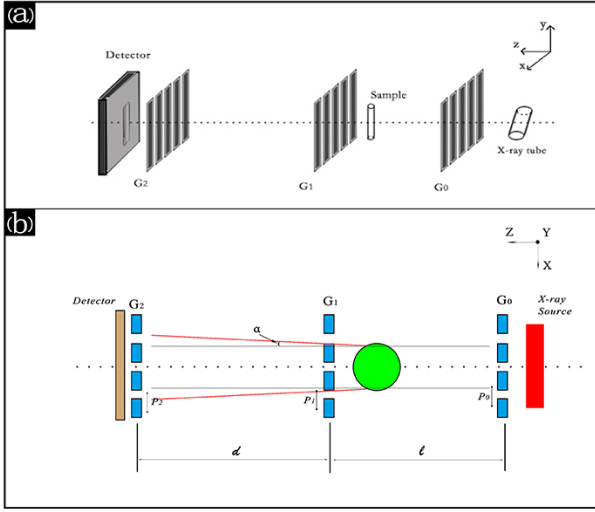 (a)
y
z
x
Detector
Sample
X-ray tube
G2
G1
G0
(b)
Z
Y
X
Detector
G2
G1
G0
X-ray
Source
α
P2
P1
P0
d
ℓ